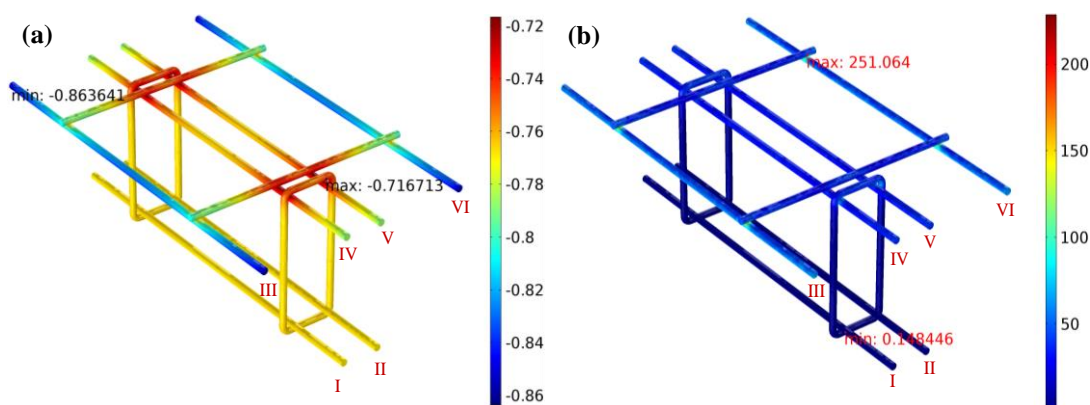 (a)
min: -0.863641
max: -0.716713
VI
V
IV
III
II
I
-0.72
-0.74
-0.76
-0.78
-0.8
-0.82
-0.84
-0.86
(b)
max: 251.064
min: 0.148446
VI
V
IV
III
II
I
200
150
100
50